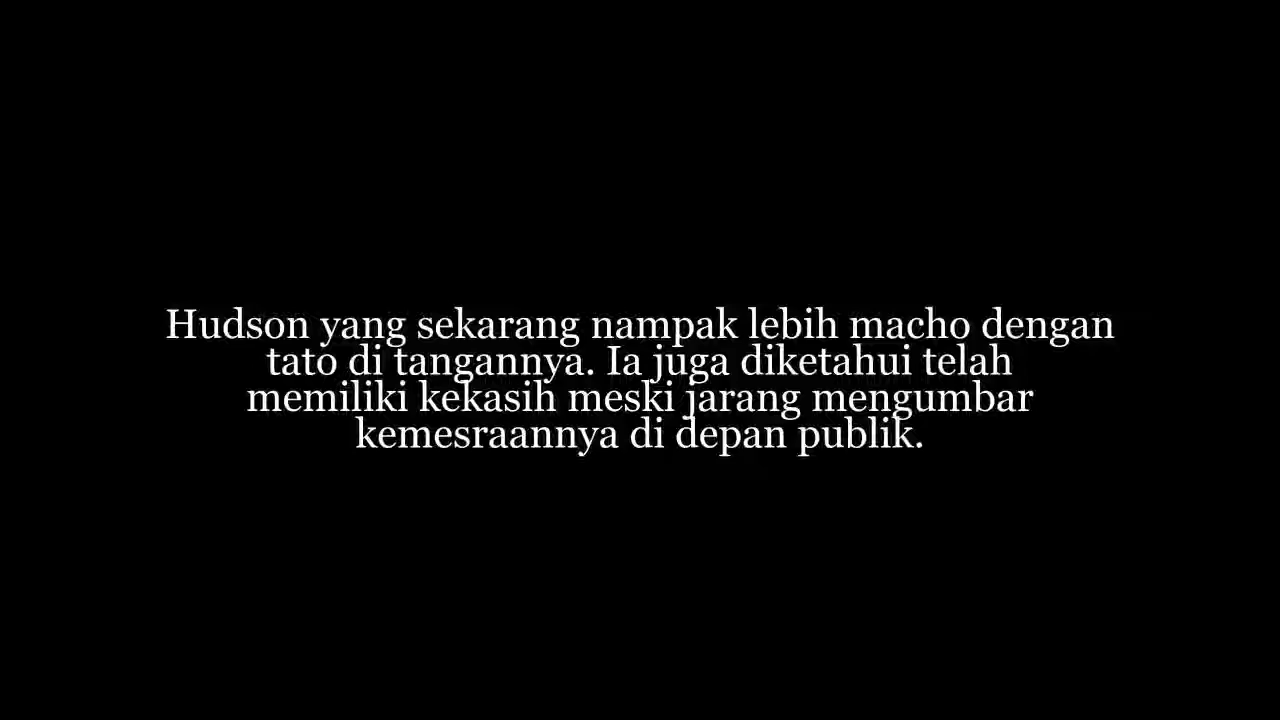 Hudson yang sekarang nampak lebih macho dengan
tato di tangannya. Ia juga diketahui telah
memiliki kekasih meski jarang mengumbar
kemesraannya di depan publik.